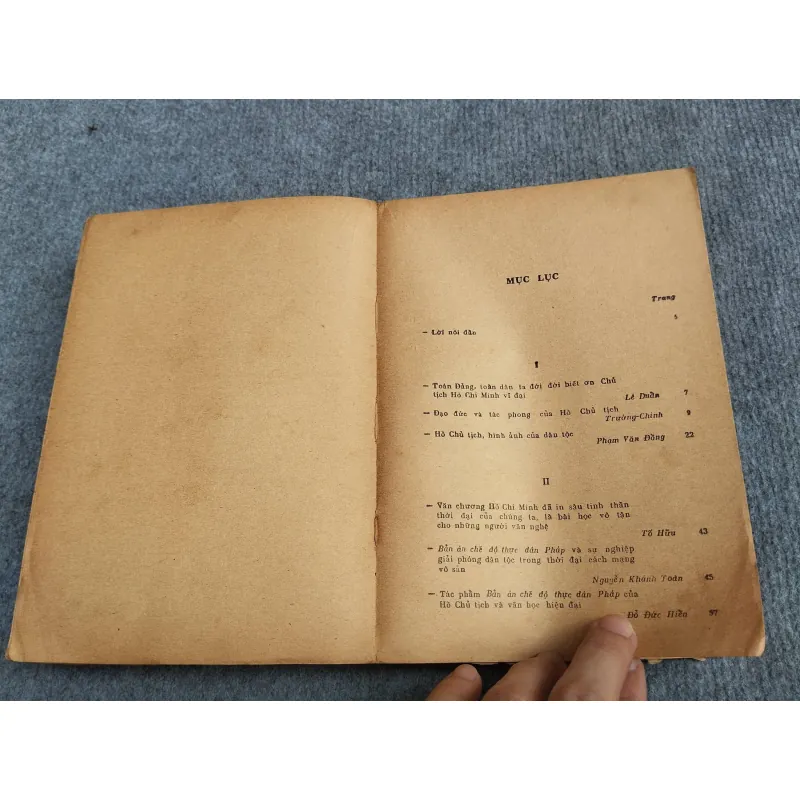 MỤC LỤC
Trang
— Lời nói đầu
I
— Toàn Đảng, toàn dân ta đời đời biết ơn Chủ
tịch Hồ Chí Minh vĩ đại Lê Duẩn 7
— Đạo đức và tác phong của Hồ Chủ tịch
Trường-Chinh 9
— Hồ Chủ tịch, hình ảnh của dân tộc Phạm Văn Đồng 22
II
— Văn chương Hồ Chí Minh đã in sâu tinh thần
thời đại của chúng ta, là bài học vô tận
cho những người văn nghệ
Tố Hữu 43
— Bản án chế độ thực dân Pháp và sự nghiệp
giải phóng dân tộc trong thời đại cách mạng
vô sản
Nguyễn Khánh Toàn 45
— Tác phẩm Bản án chế độ thực dân Pháp của
Hồ Chủ tịch và văn học hiện đại
Đỗ Đức Hiểu 57